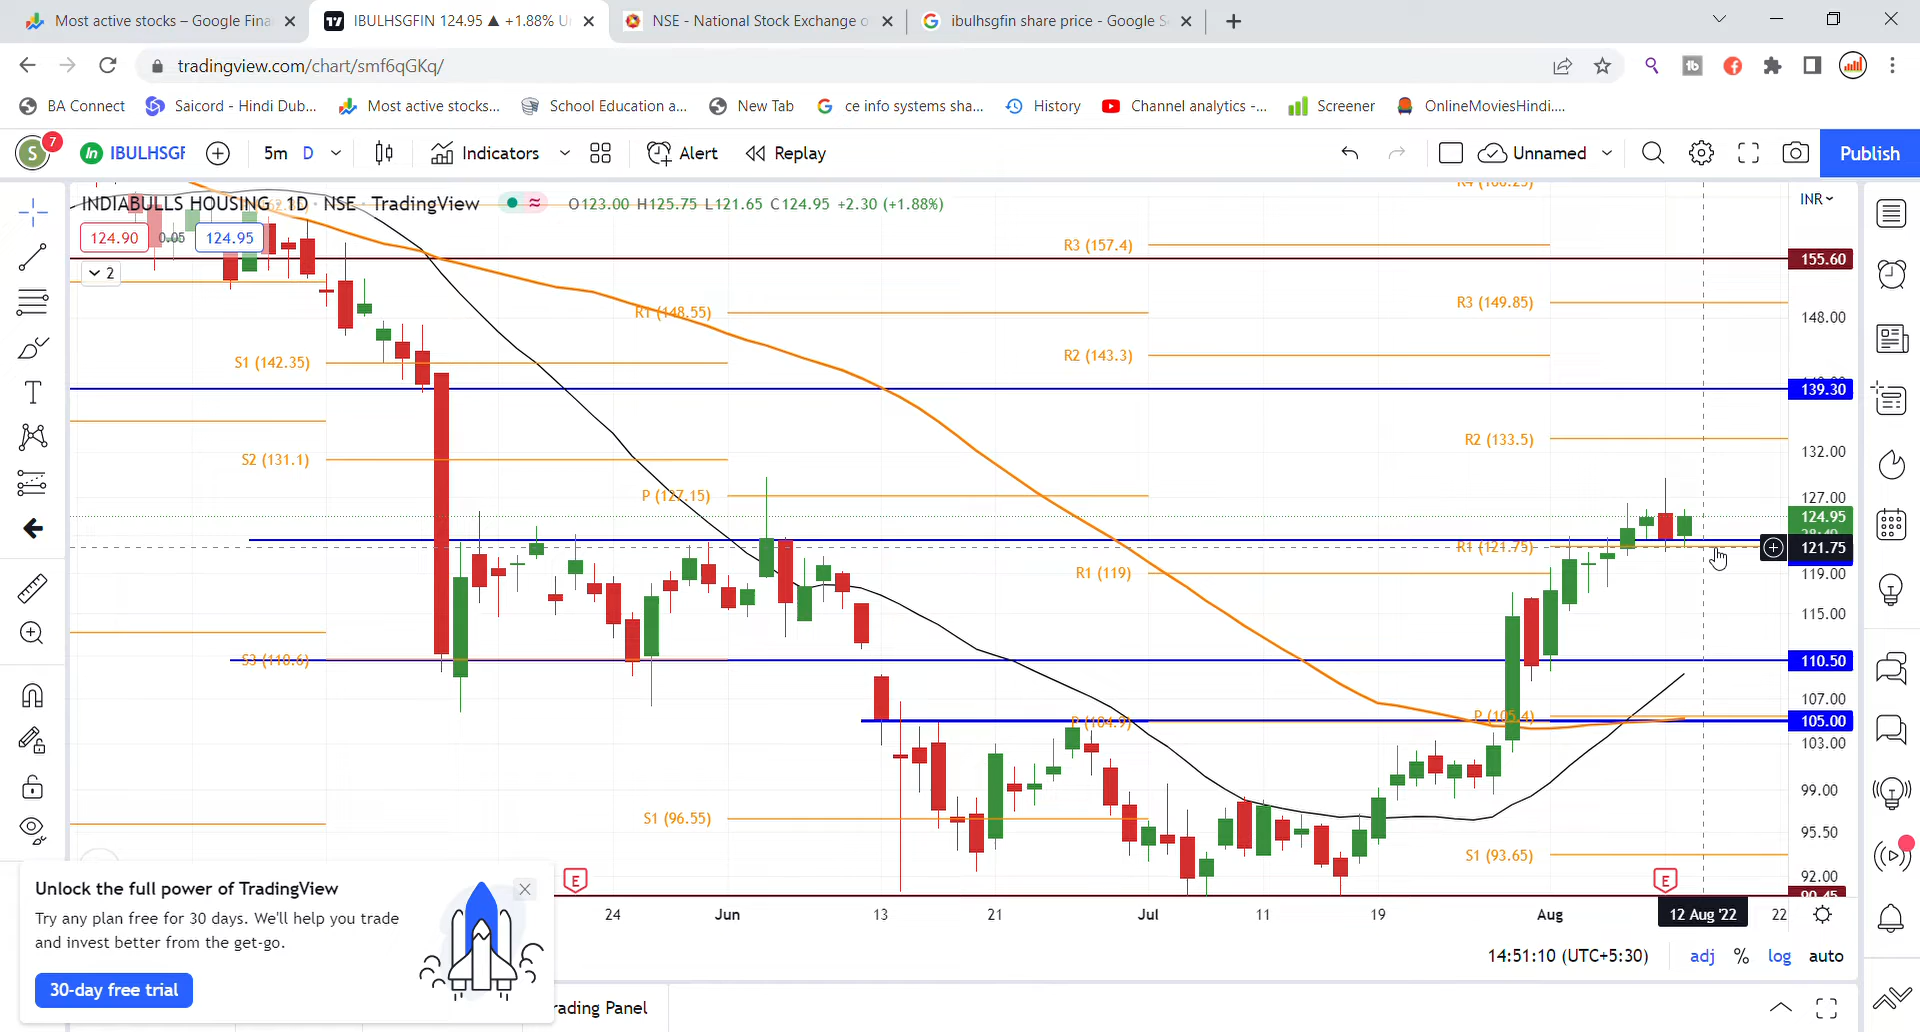 Most active stocks – Google Fina
IBULHSGFIN 124.95 ▲ +1.88% U
NSE - National Stock Exchange o
ibulhsgfin share price - Google S
tradingview.com/chart/smf6qGKq/
BA Connect
Saicord - Hindi Dub...
Most active stocks...
School Education a...
New Tab
ce info systems sha...
History
Channel analytics -...
Screener
OnlineMoviesHindi....
S
7
IBULHSGF
5m
D
Indicators
Alert
Replay
Unnamed
Publish
INDIABULLS HOUSING · 1D · NSE · TradingView
O123.00 H125.75 L121.65 C124.95 +2.30 (+1.88%)
INR
124.90
0.05
124.95
2
R3 (157.4)
155.60
R3 (149.85)
R1 (148.55)
148.00
R2 (143.3)
S1 (142.35)
139.30
R2 (133.5)
132.00
S2 (131.1)
P (127.15)
127.00
124.95
R1 (121.75)
121.75
R1 (119)
119.00
115.00
S3 (110.6)
110.50
107.00
P (105.4)
P (104.9)
105.00
103.00
99.00
S1 (96.55)
95.50
S1 (93.65)
92.00
90.45
E
E
24
Jun
13
21
Jul
11
19
Aug
12 Aug '22
22
Unlock the full power of TradingView
Try any plan free for 30 days. We'll help you trade
and invest better from the get-go.
30-day free trial
14:51:10 (UTC+5:30)
adj
%
log
auto
rading Panel